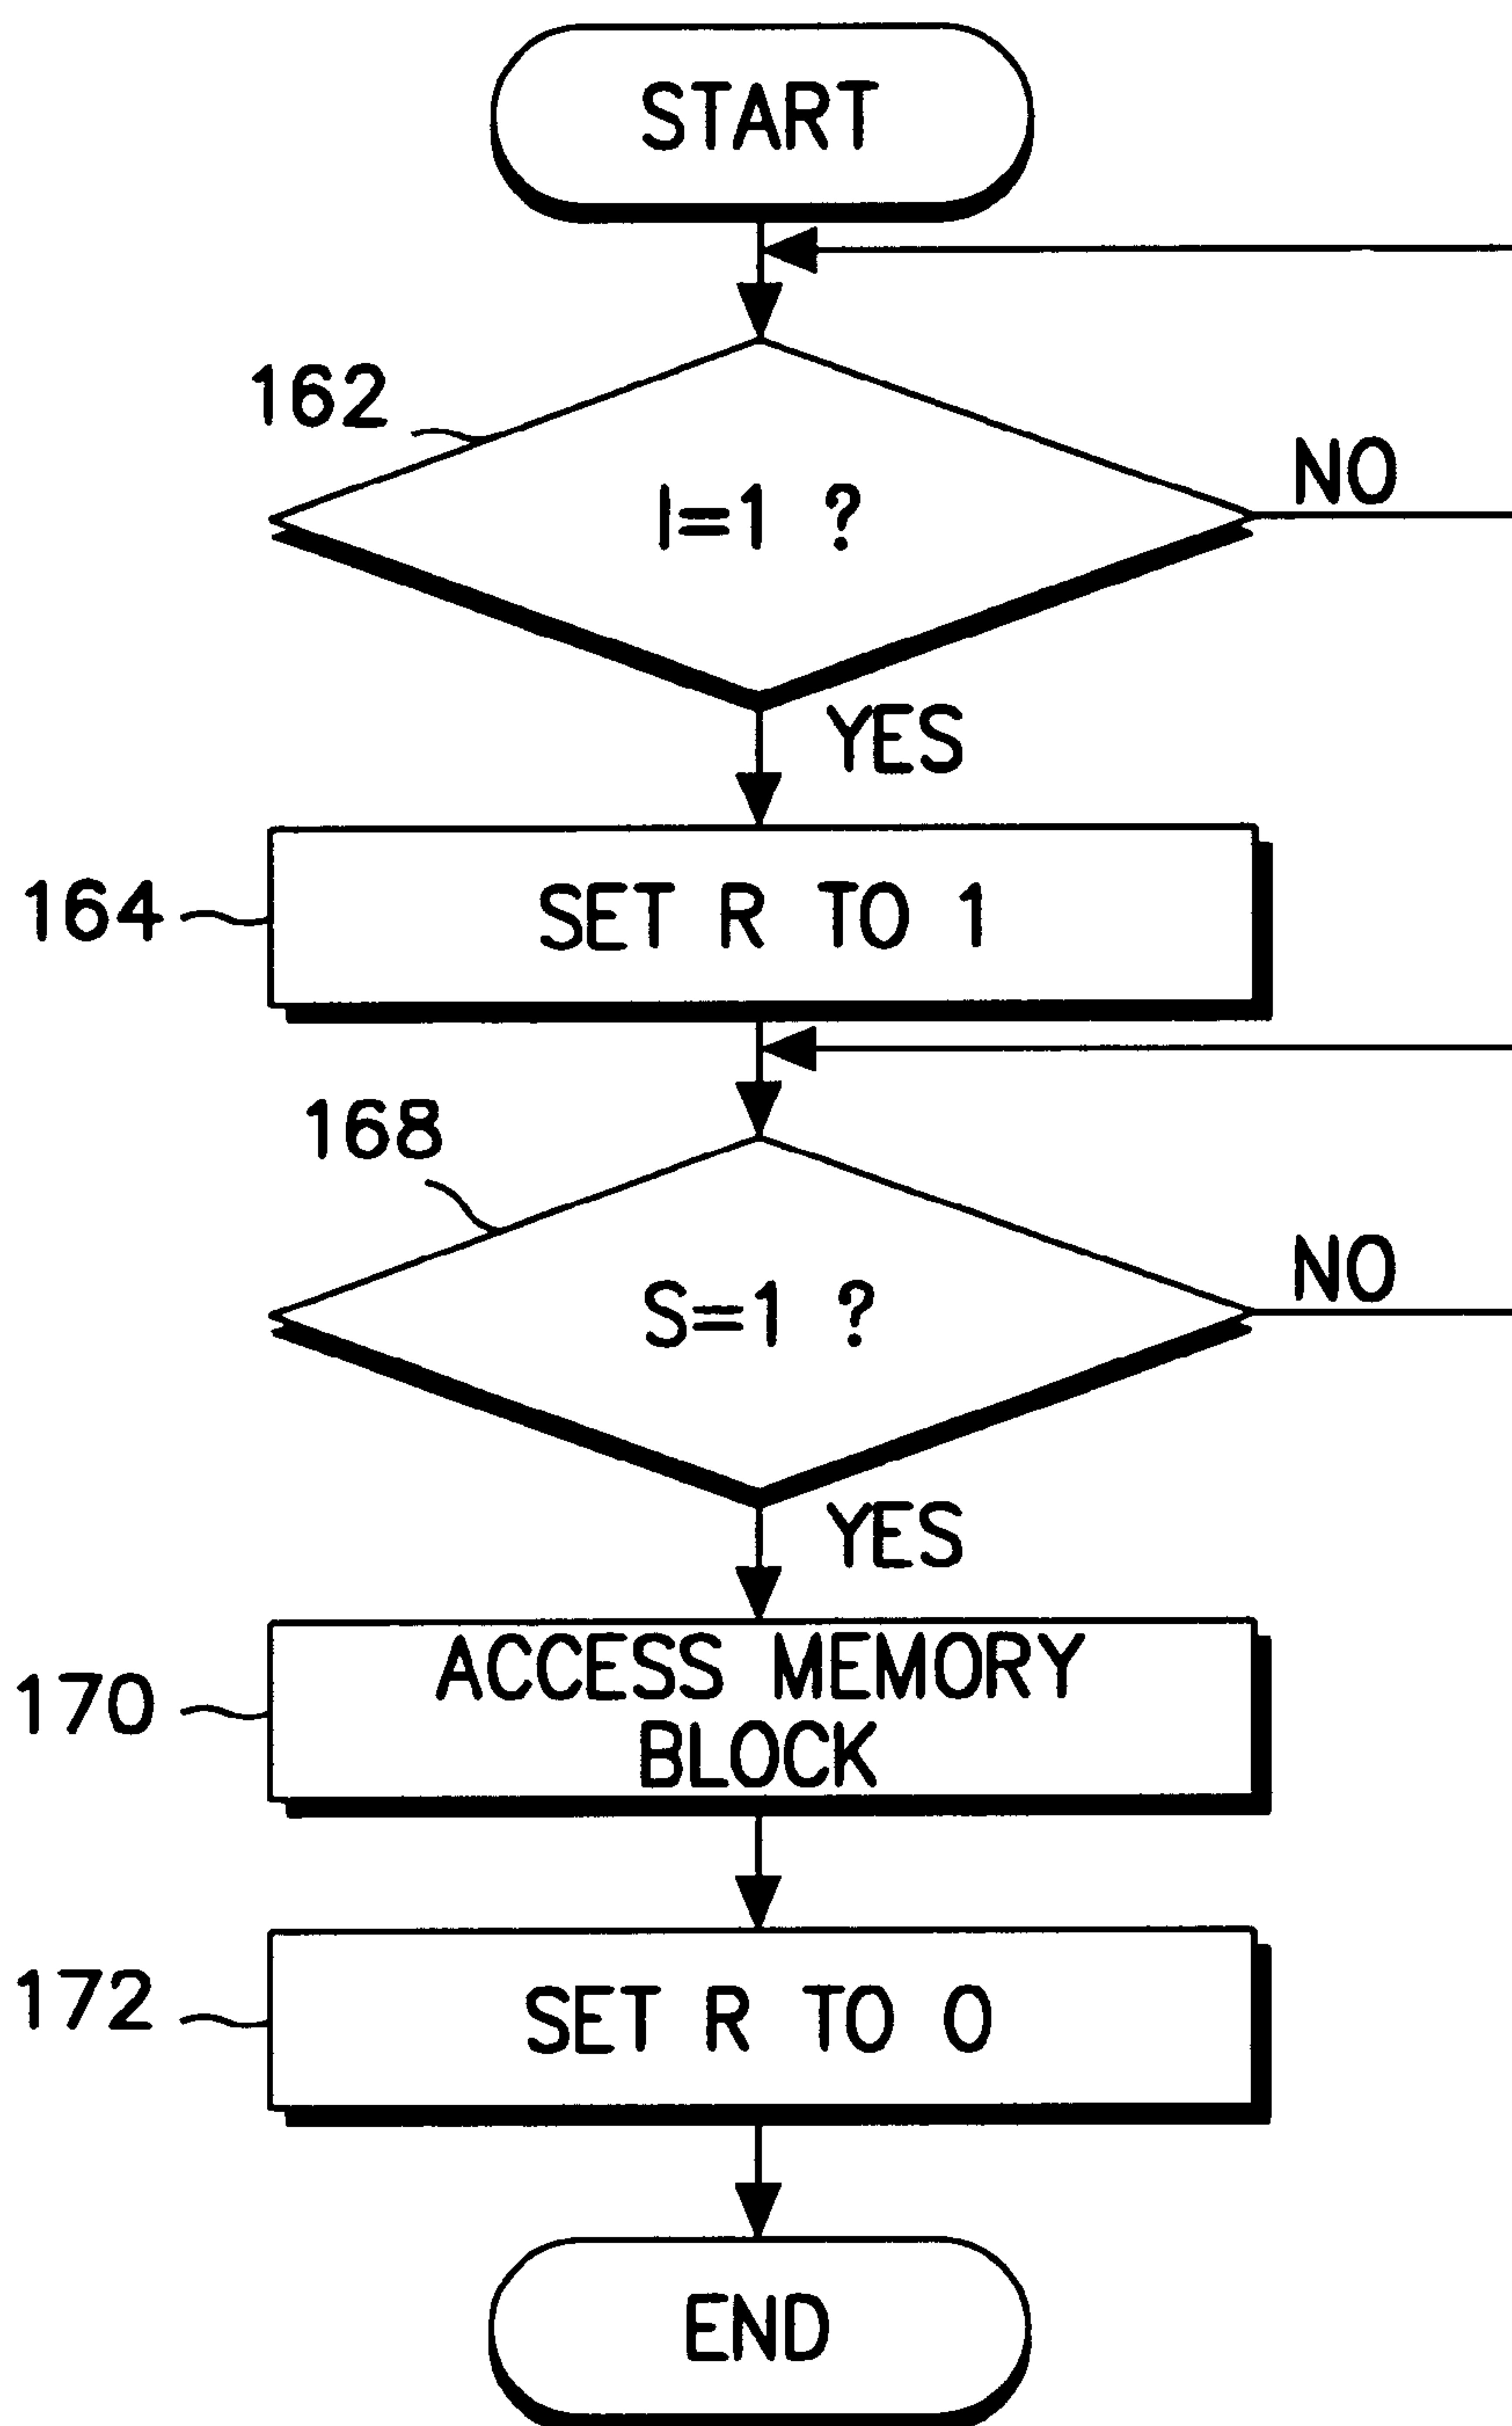 START
162
I=1 ?
NO
YES
164
SET R TO 1
168
S=1 ?
NO
YES
170
ACCESS MEMORY
BLOCK
172
SET R TO 0
END